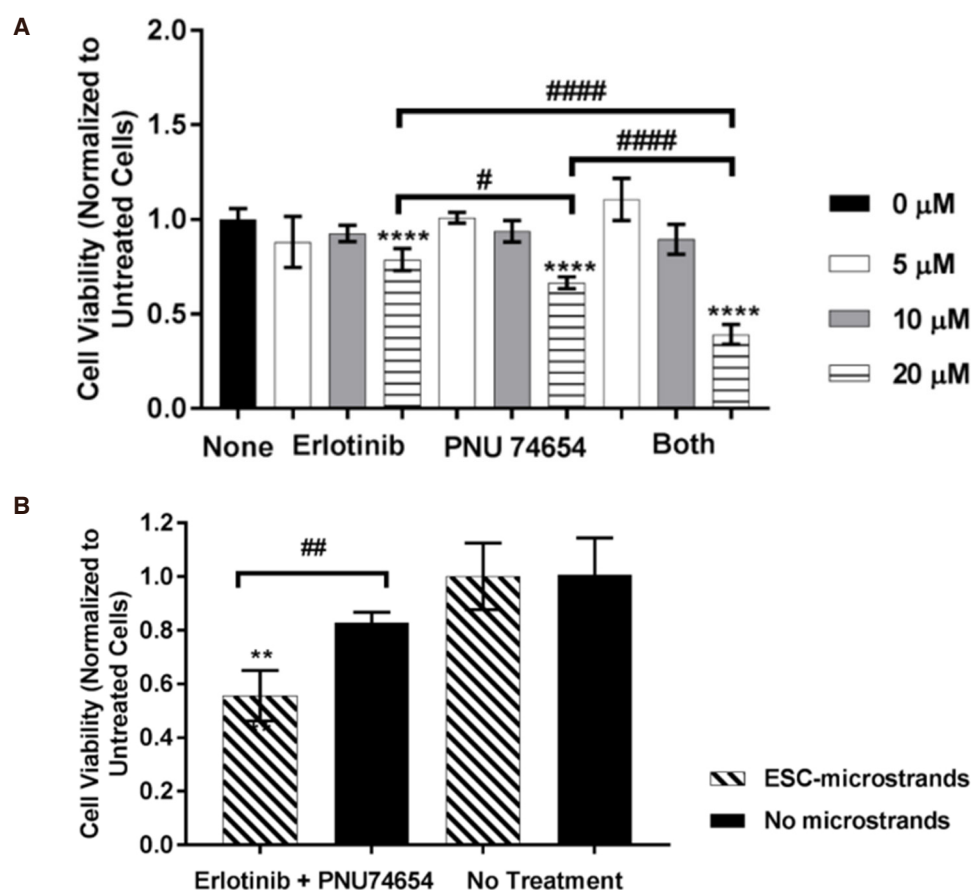 A
Cell Viability (Normalized to
Untreated Cells)
2.0
1.5
1.0
0.5
0.0
####
####
#
****
****
****
None Erlotinib PNU 74654 Both
0 µM
5 µM
10 µM
20 µM
B
Cell Viability (Normalized to
Untreated Cells)
1.2
1.0
0.8
0.6
0.4
0.2
0.0
##
**
**
Erlotinib + PNU74654 No Treatment
ESC-microstrands
No microstrands